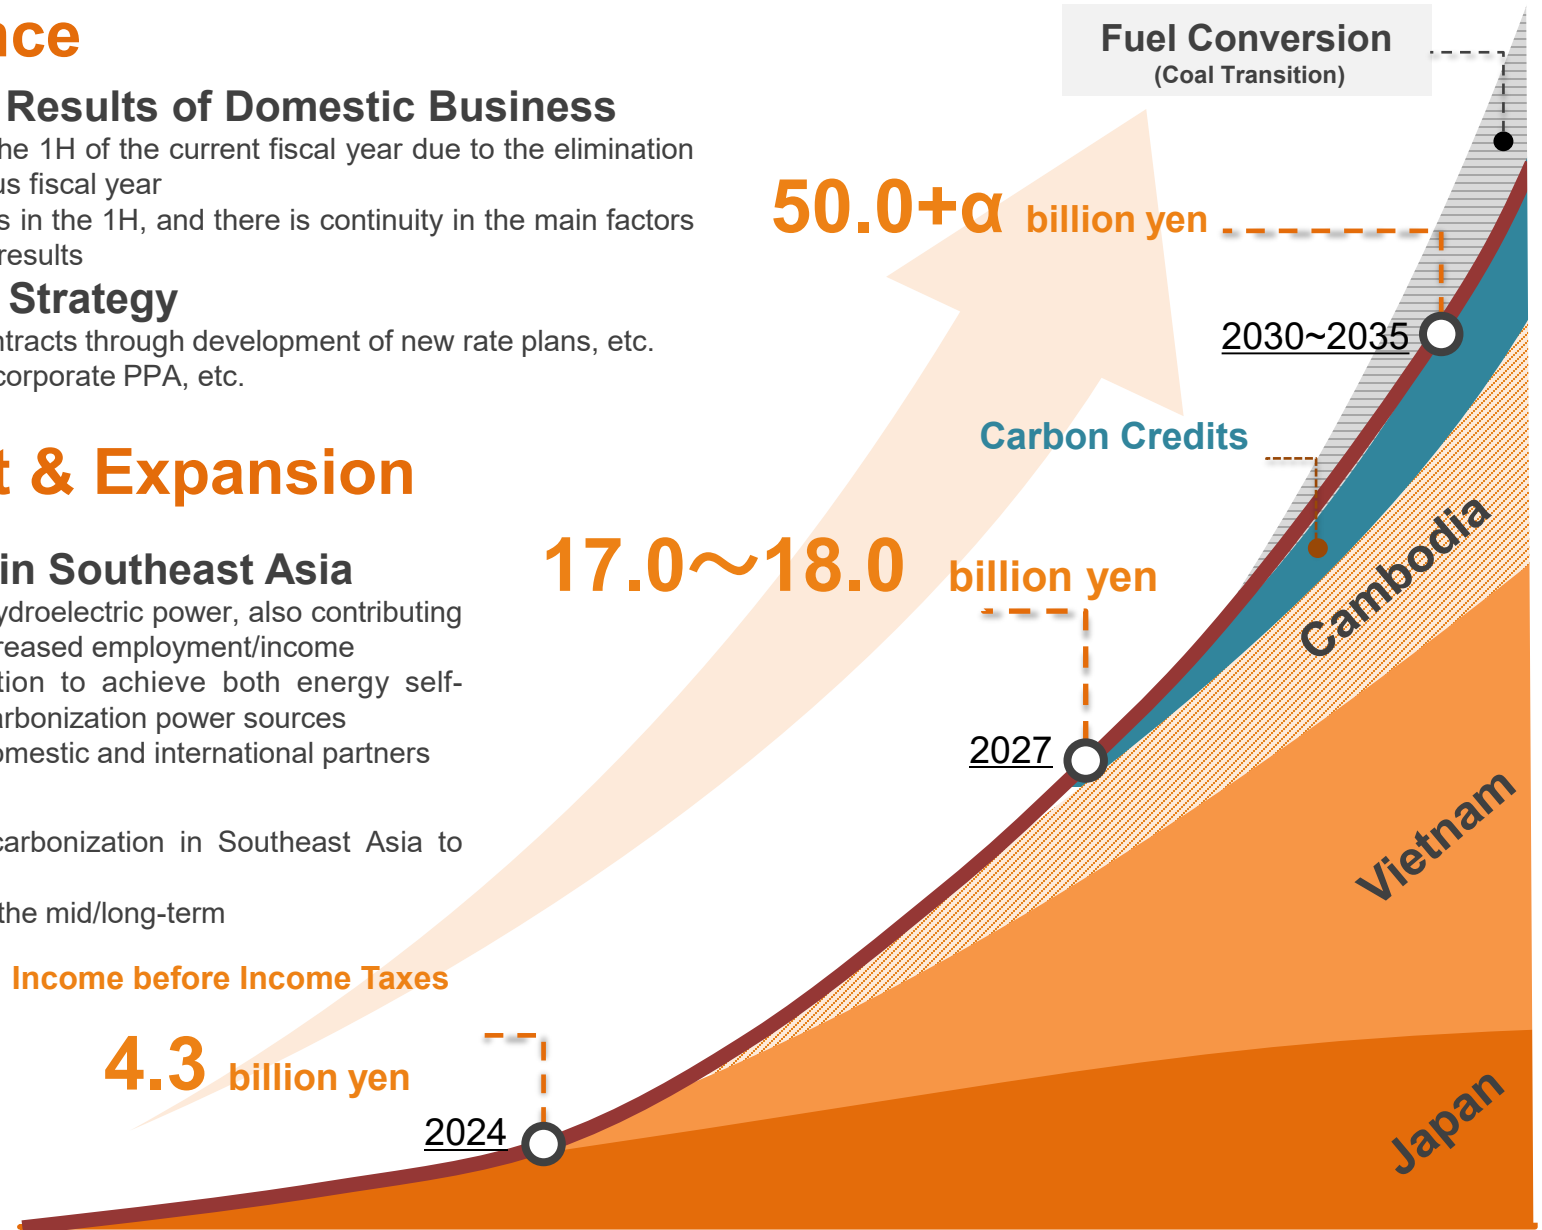 nce
Results of Domestic Business
he 1H of the current fiscal year due to the elimination
us fiscal year
s in the 1H, and there is continuity in the main factors
results
Strategy
ntracts through development of new rate plans, etc.
corporate PPA, etc.
t & Expansion
in Southeast Asia
ydroelectric power, also contributing
reased employment/income
tion to achieve both energy self-
arbonization power sources
omestic and international partners
carbonization in Southeast Asia to
the mid/long-term
Income before Income Taxes
4.3 billion yen
2024
17.0～18.0 billion yen
2027
50.0+α billion yen
2030~2035
Fuel Conversion
(Coal Transition)
Carbon Credits
Cambodia
Vietnam
Japan